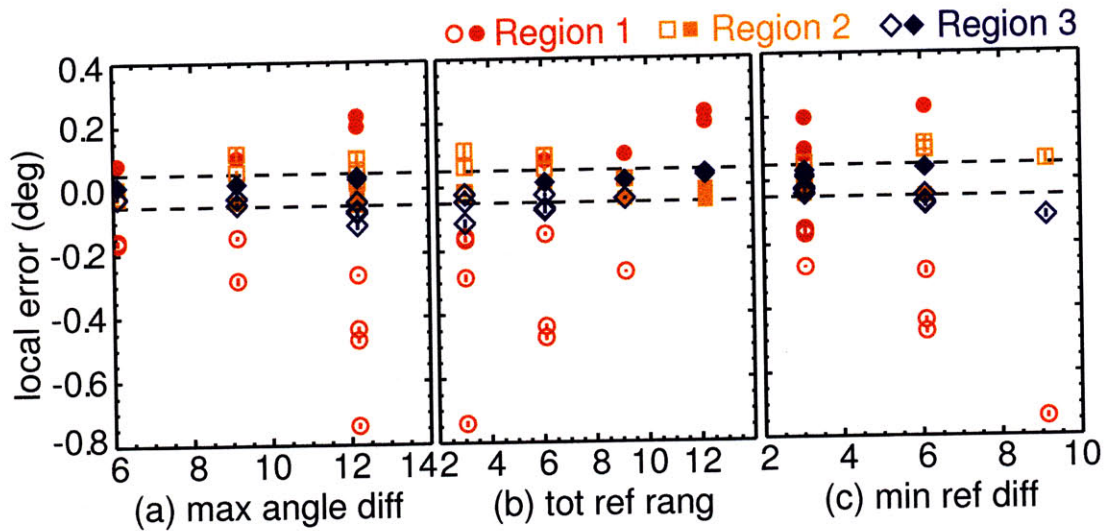 Region 1 Region 2 Region 3
0.4
0.2
0.0
-0.2
-0.4
-0.6
-0.8
local error (deg)
6 8 10 12 14 2 4 6 8 10 12 2 4 6 8 10
(a) max angle diff (b) tot ref rang (c) min ref diff